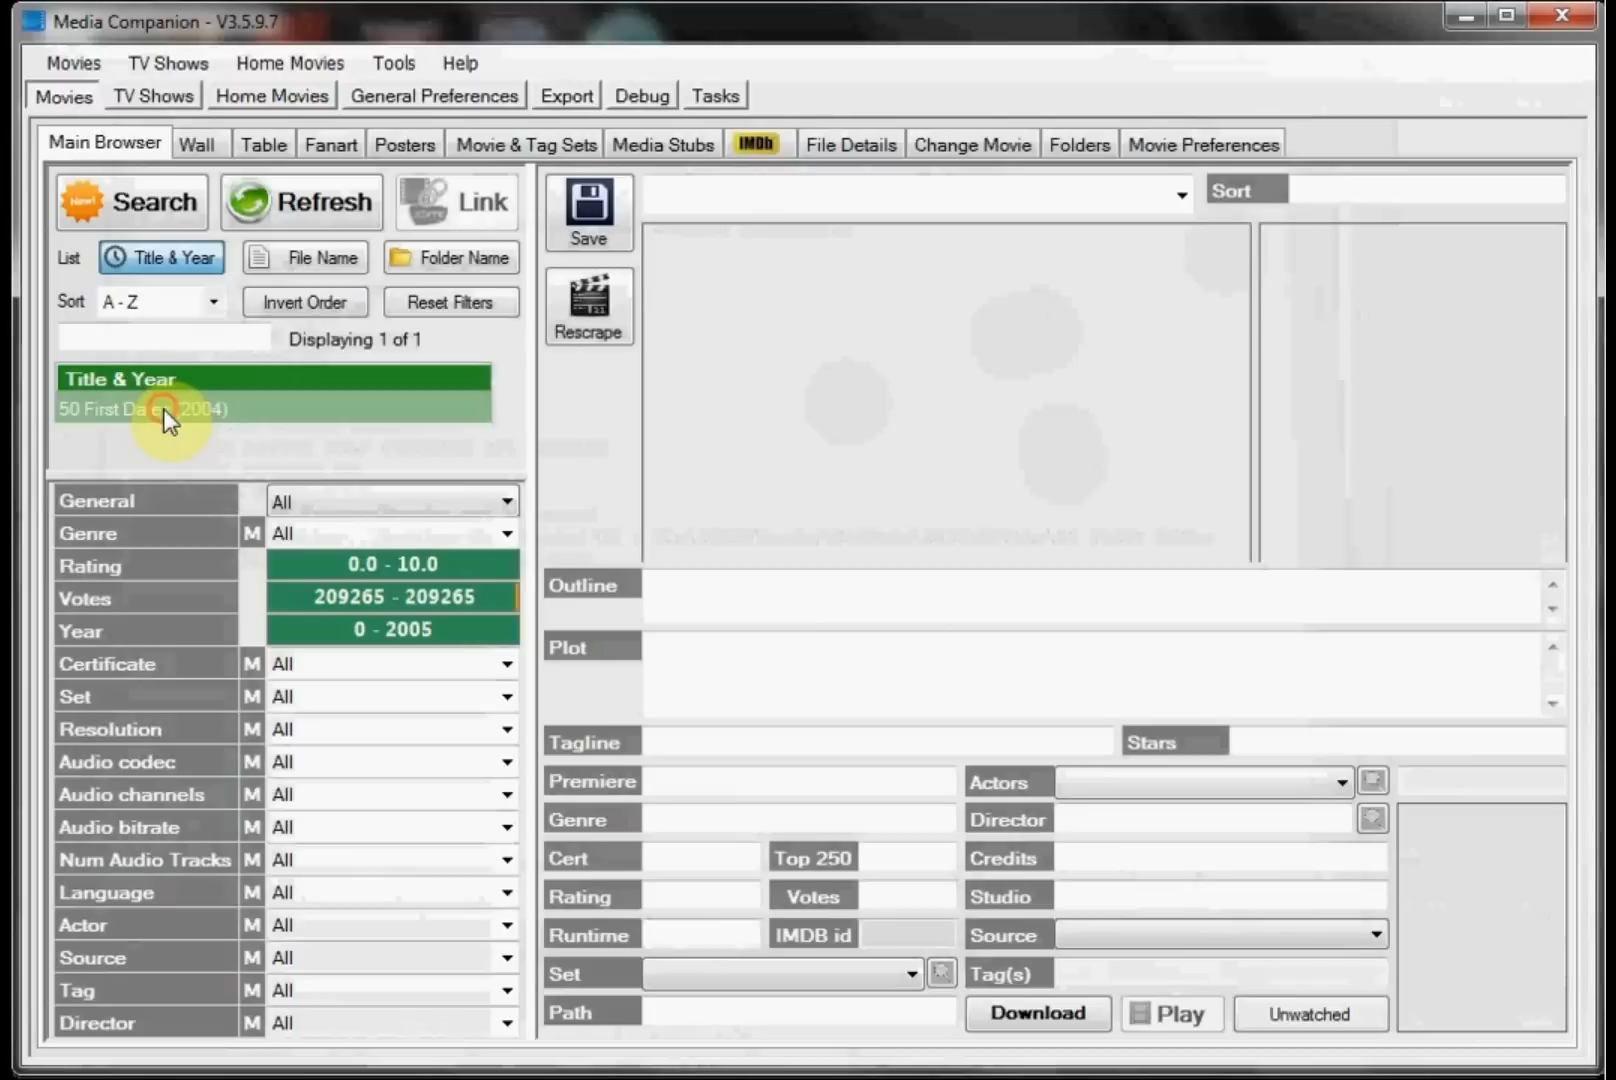 Media Companion - V3.5.9.7
Movies TV Shows Home Movies Tools Help
Movies TV Shows Home Movies General Preferences Export Debug Tasks
Main Browser Wall Table Fanart Posters Movie & Tag Sets Media Stubs IMDb File Details Change Movie Folders Movie Preferences
New! Search Refresh Link
List Title & Year File Name Folder Name
Sort A - Z Invert Order Reset Filters
Displaying 1 of 1
Title & Year
50 First Dates (2004)
General All
Genre M All
Rating 0.0 - 10.0
Votes 209265 - 209265
Year 0 - 2005
Certificate M All
Set M All
Resolution M All
Audio codec M All
Audio channels M All
Audio bitrate M All
Num Audio Tracks M All
Language M All
Actor M All
Source M All
Tag M All
Director M All
Save
Sort
Rescrape
Outline
Plot
Tagline Stars
Premiere Actors
Genre Director
Cert Top 250 Credits
Rating Votes Studio
Runtime IMDB id Source
Set Tag(s)
Path Download Play Unwatched